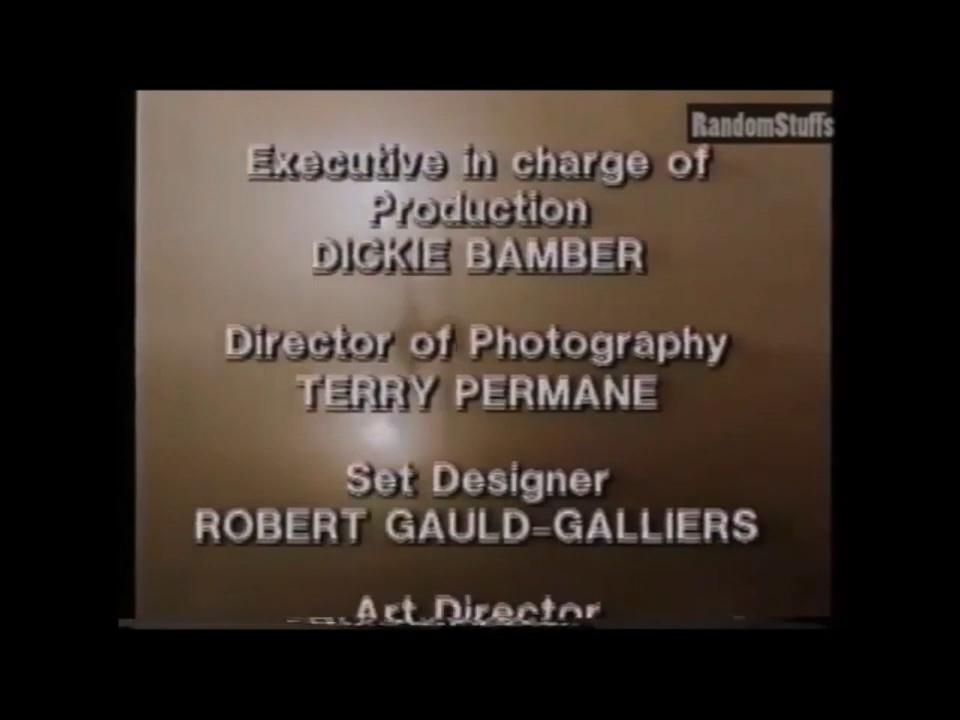 RandomStuffs
Executive in charge of
Production
DICKIE BAMBER
Director of Photography
TERRY PERMANE
Set Designer
ROBERT GAULD-GALLIERS
Art Director